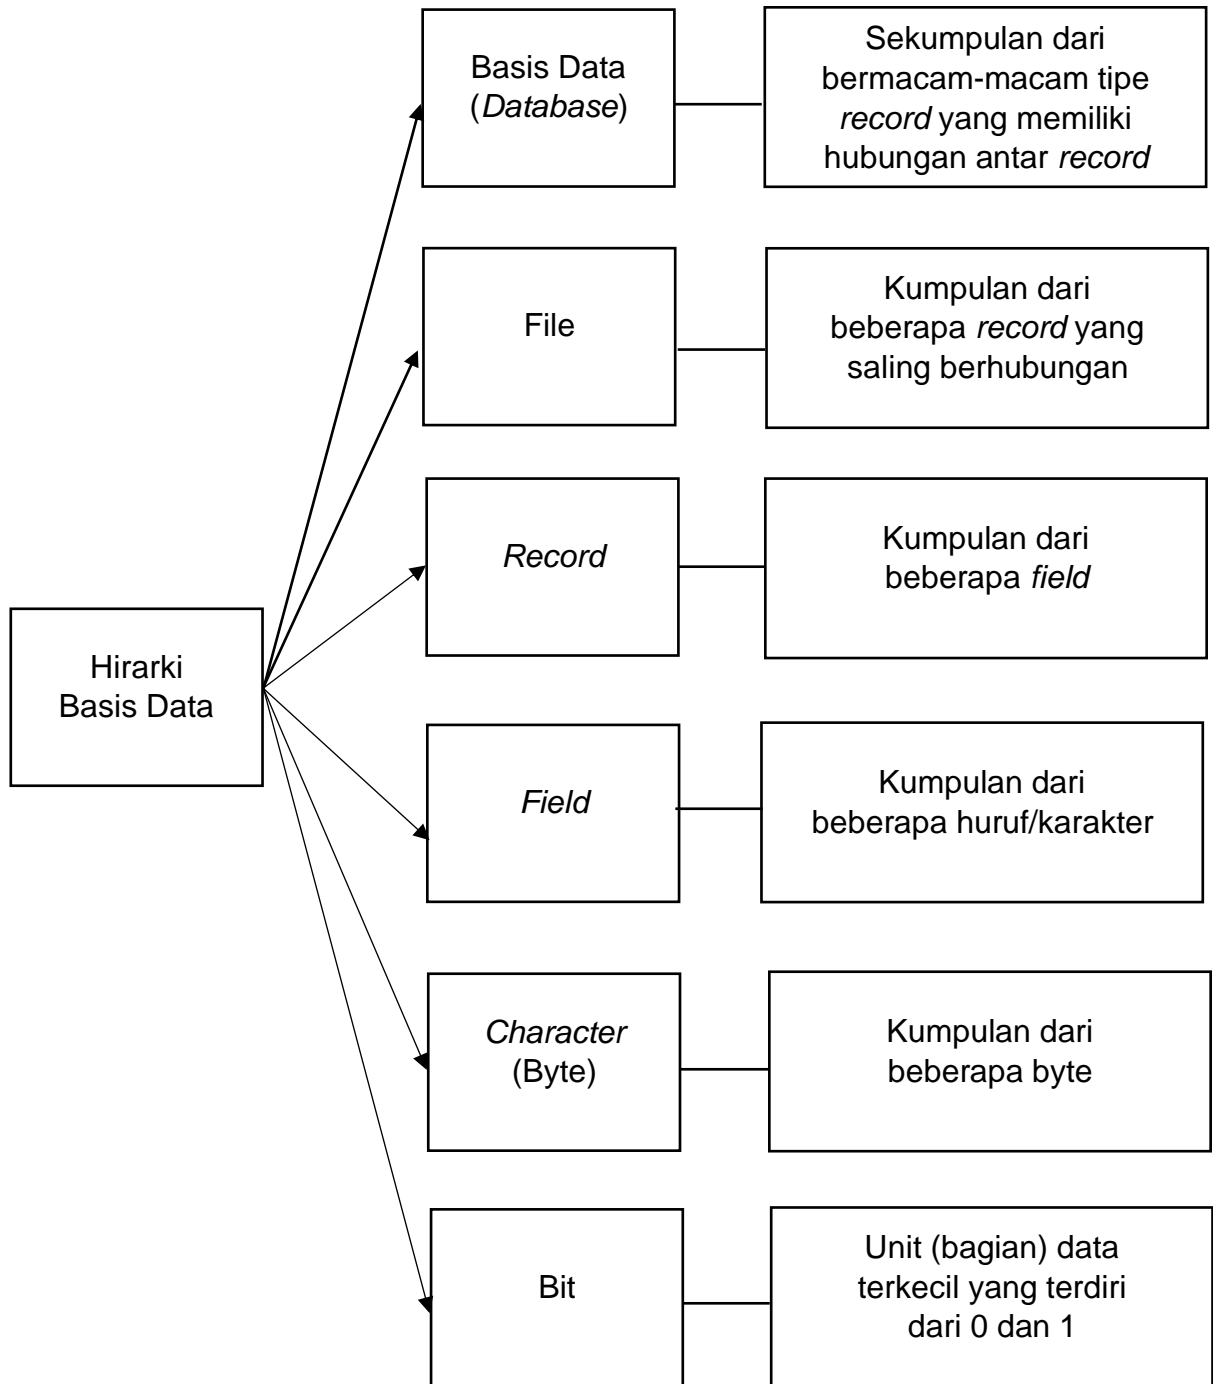 Basis Data
(Database)
Sekumpulan dari
bermacam-macam tipe
record yang memiliki
hubungan antar record
File
Kumpulan dari
beberapa record yang
saling berhubungan
Record
Kumpulan dari
beberapa field
Hirarki
Basis Data
Field
Kumpulan dari
beberapa huruf/karakter
Character
(Byte)
Kumpulan dari
beberapa byte
Bit
Unit (bagian) data
terkecil yang terdiri
dari 0 dan 1